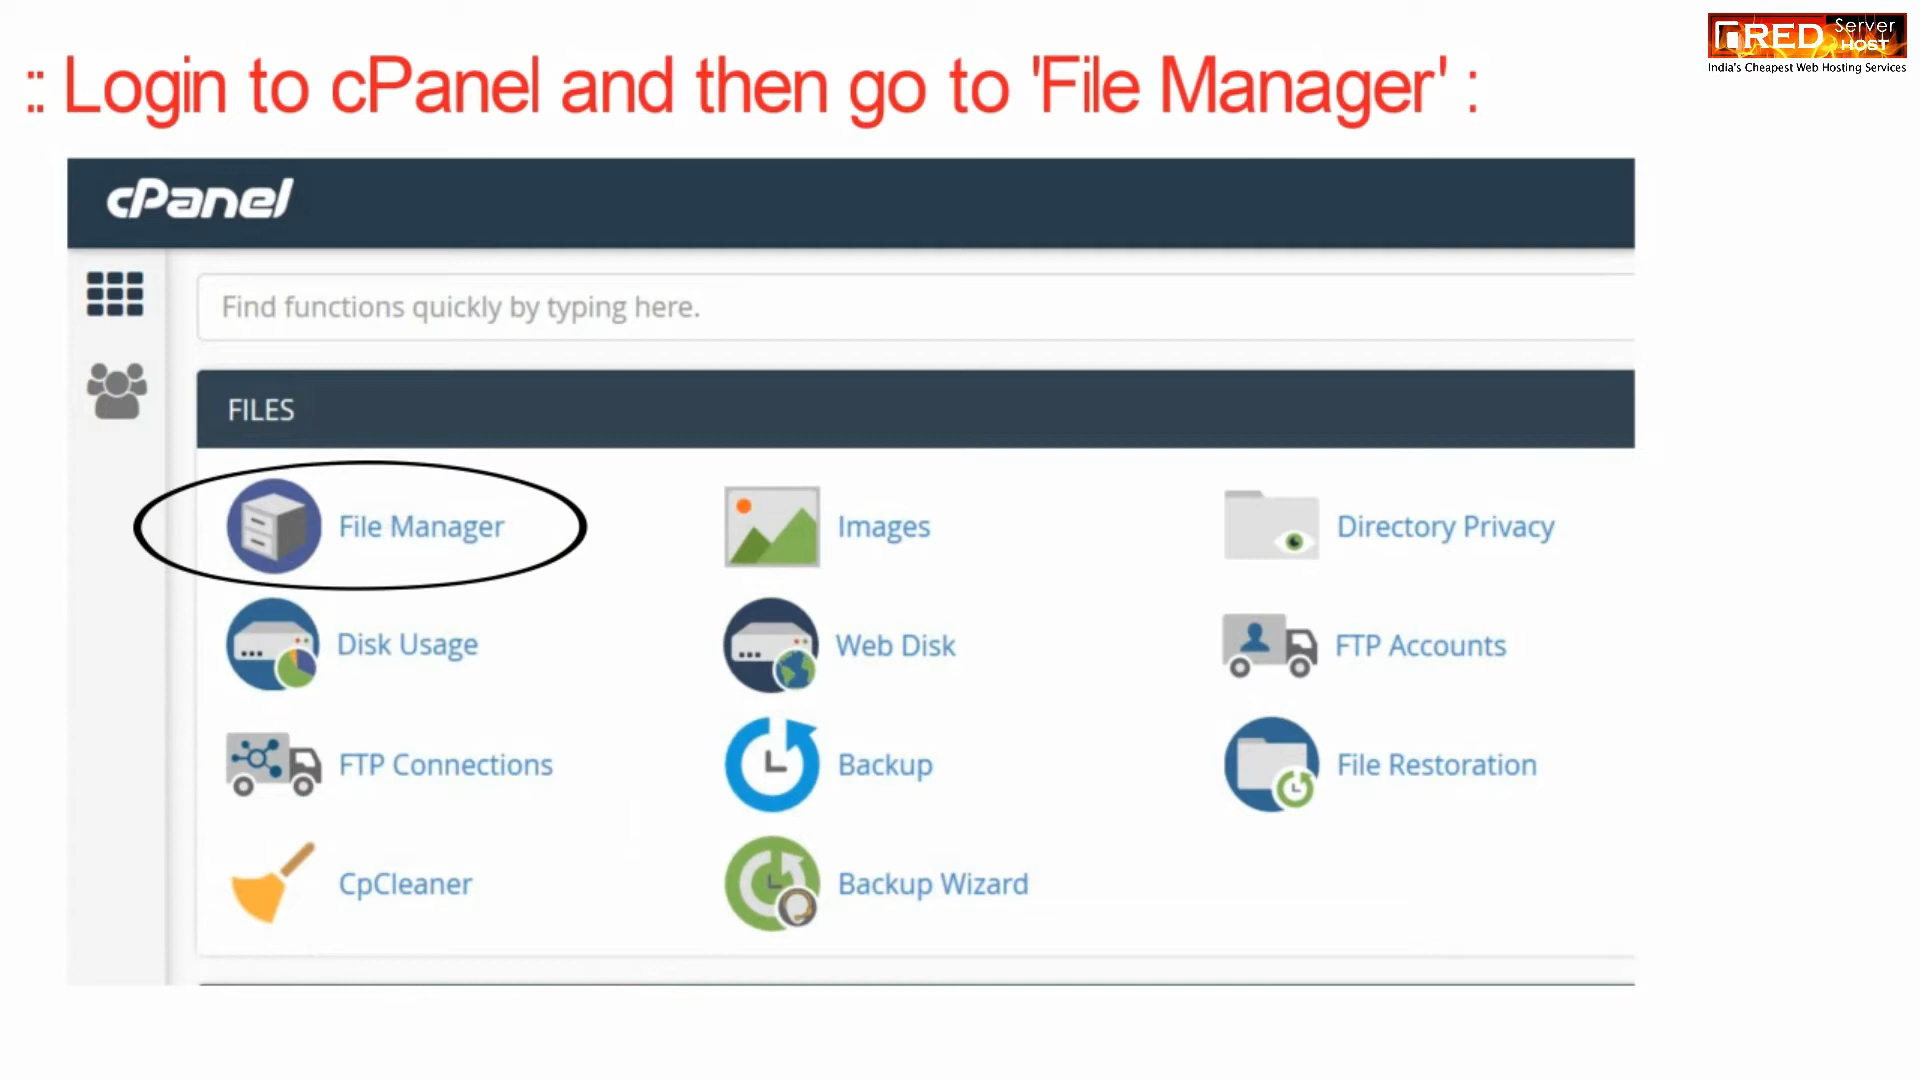 RED Server
HOST
India's Cheapest Web Hosting Services
:: Login to cPanel and then go to 'File Manager' :
cPanel
Find functions quickly by typing here.
FILES
File Manager
Images
Directory Privacy
Disk Usage
Web Disk
FTP Accounts
FTP Connections
Backup
File Restoration
CpCleaner
Backup Wizard